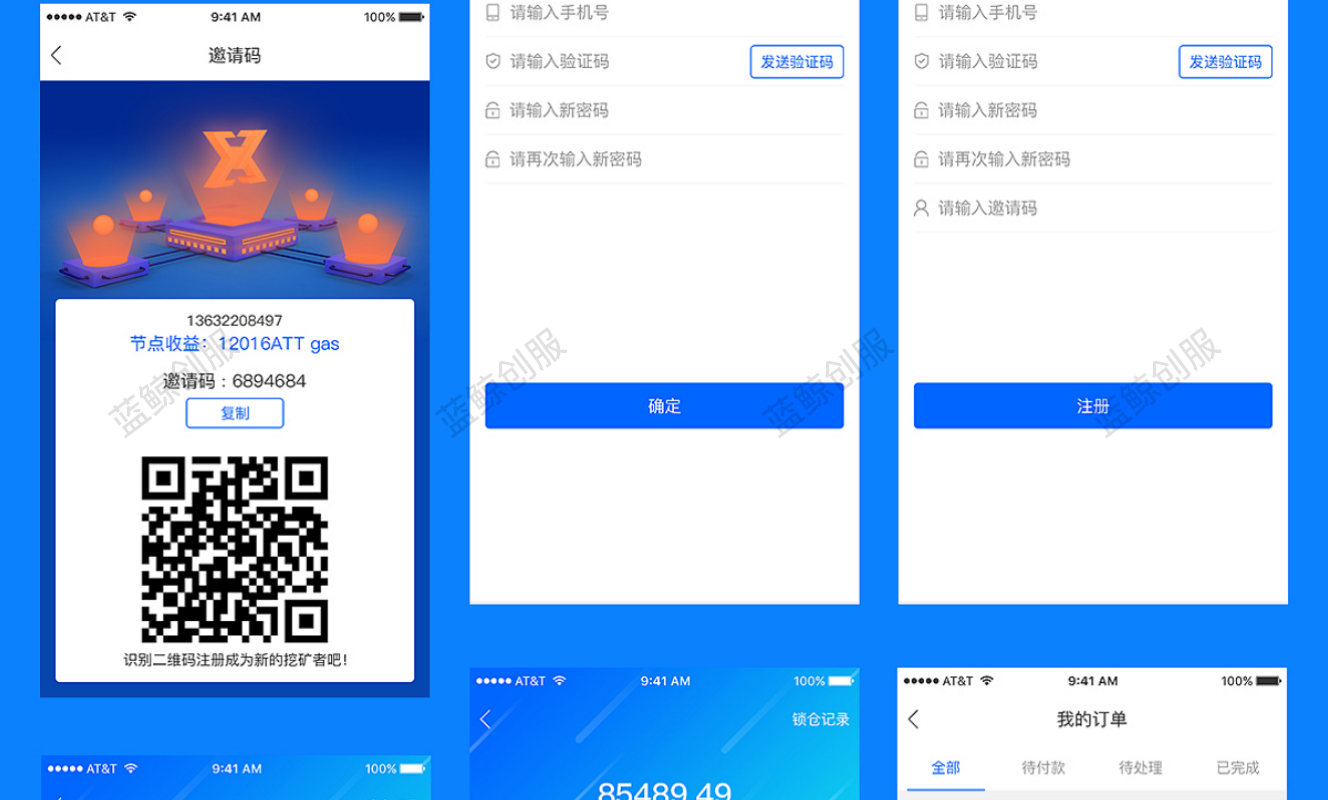 AT&T 9:41 AM 100%
邀请码
13632208497
节点收益：12016ATT gas
邀请码：6894684
复制
识别二维码注册成为新的挖矿者吧！
AT&T 9:41 AM 100%
请输入手机号
请输入验证码 发送验证码
请输入新密码
请再次输入新密码
确定
AT&T 9:41 AM 100%
锁仓记录
85489.49
请输入手机号
请输入验证码 发送验证码
请输入新密码
请再次输入新密码
请输入邀请码
注册
AT&T 9:41 AM 100%
我的订单
全部 待付款 待处理 已完成
蓝鲸创服
蓝鲸创服
蓝鲸创服
蓝鲸创服